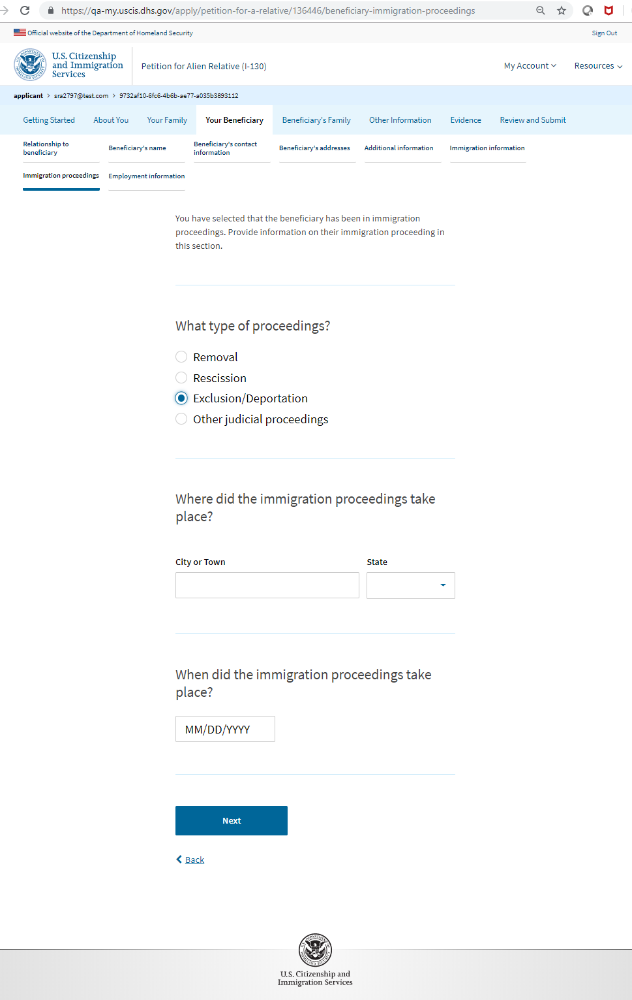 https://qa-my.uscis.dhs.gov/apply/petition-for-a-relative/136446/beneficiary-immigration-proceedings
Official website of the Department of Homeland Security
Sign Out
U.S. Citizenship
and Immigration
Services
Petition for Alien Relative (I-130)
My Account
Resources
applicant > sra2797@test.com > 9732af10-6fc6-4b6b-ae77-a035b3893112
Getting Started
About You
Your Family
Your Beneficiary
Beneficiary's Family
Other Information
Evidence
Review and Submit
Relationship to
beneficiary
Beneficiary's name
Beneficiary's contact
information
Beneficiary's addresses
Additional information
Immigration information
Immigration proceedings
Employment information
You have selected that the beneficiary has been in immigration
proceedings. Provide information on their immigration proceeding in
this section.
What type of proceedings?
Removal
Rescission
Exclusion/Deportation
Other judicial proceedings
Where did the immigration proceedings take
place?
City or Town
State
When did the immigration proceedings take
place?
MM/DD/YYYY
Next
Back
U.S. Citizenship and
Immigration Services